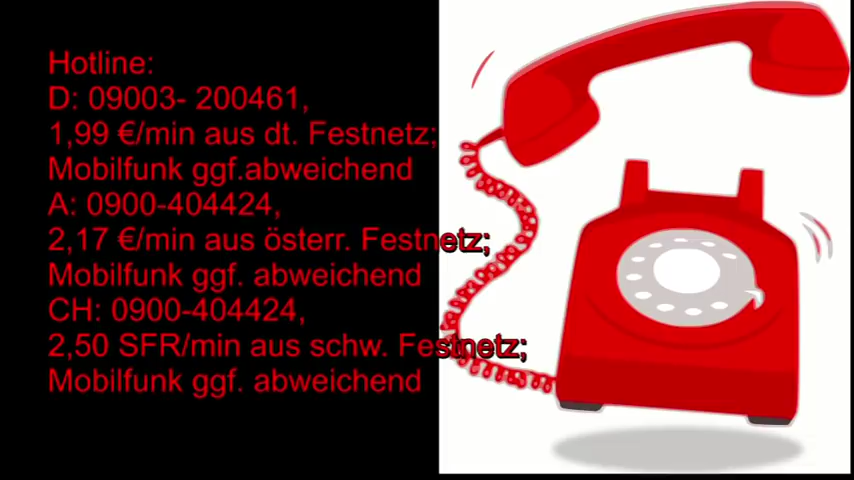 Hotline:
D: 09003- 200461,
1,99 €/min aus dt. Festnetz;
Mobilfunk ggf.abweichend
A: 0900-404424,
2,17 €/min aus österr. Festnetz;
Mobilfunk ggf. abweichend
CH: 0900-404424,
2,50 SFR/min aus schw. Festnetz;
Mobilfunk ggf. abweichend